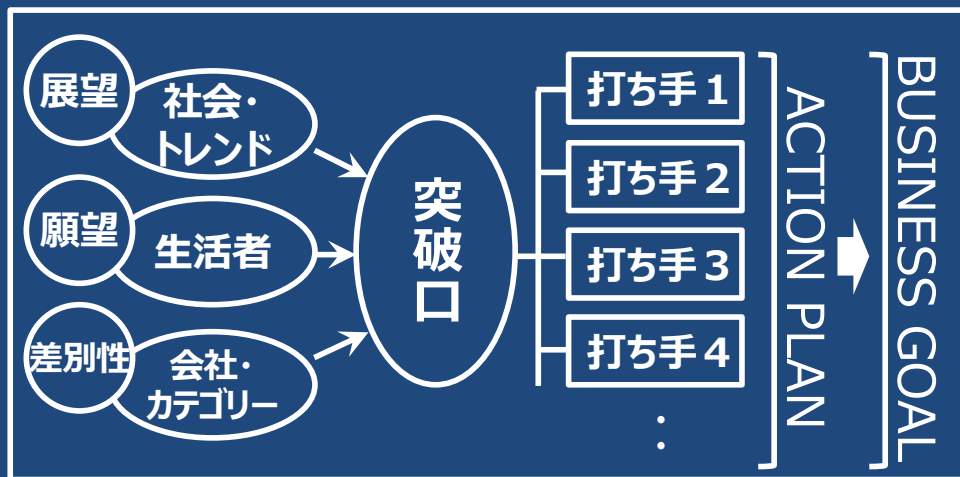 展望
社会・
トレンド
願望
生活者
差別性
会社・
カテゴリー
突破口
打ち手１
打ち手２
打ち手３
打ち手４
：
ACTION PLAN
BUSINESS GOAL